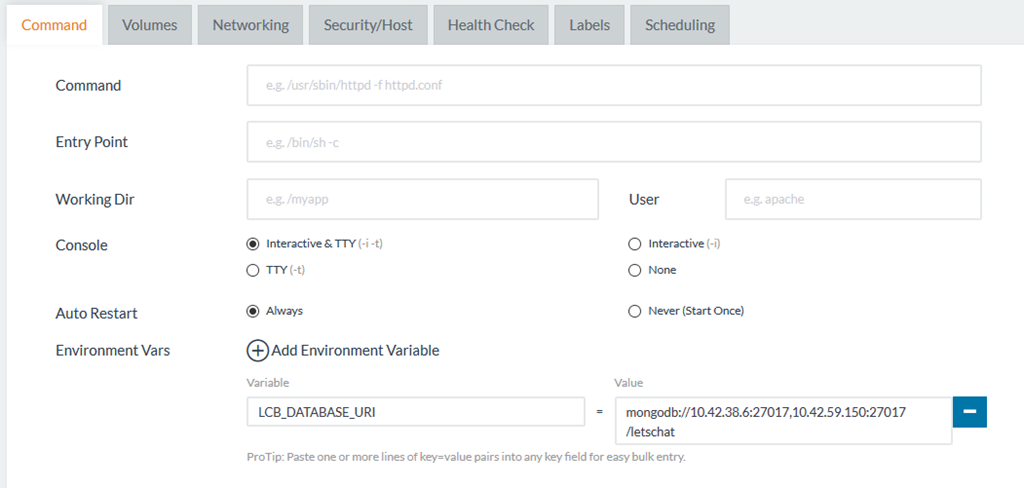 Command Volumes Networking Security/Host Health Check Labels Scheduling
Command e.g. /usr/sbin/httpd -f httpd.conf
Entry Point e.g. /bin/sh -c
Working Dir e.g. /myapp User e.g. apache
Console Interactive & TTY (-i -t) Interactive (-i)
TTY (-t) None
Auto Restart Always Never (Start Once)
Environment Vars Add Environment Variable
Variable Value
LCB_DATABASE_URI = mongodb://10.42.38.6:27017,10.42.59.150:27017
/letschat
ProTip: Paste one or more lines of key=value pairs into any key field for easy bulk entry.